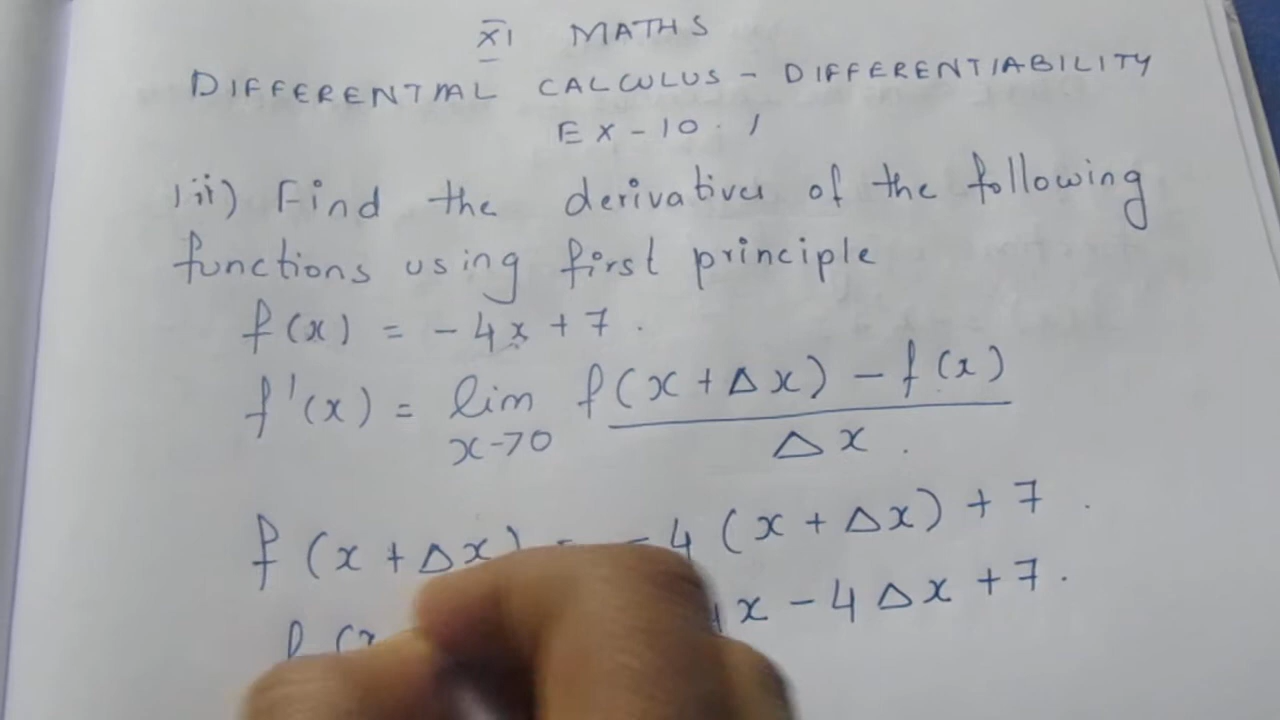 XI MATHS
DIFFERENTIAL CALCULUS - DIFFERENTIABILITY
EX - 10.1
1 ii) Find the derivatives of the following
functions using first principle
f(x) = -4x + 7.
f'(x) = lim f(x + Δx) - f(x)
x→0 Δx.
f(x + Δx) = -4(x + Δx) + 7.
x - 4Δx + 7.
f(x